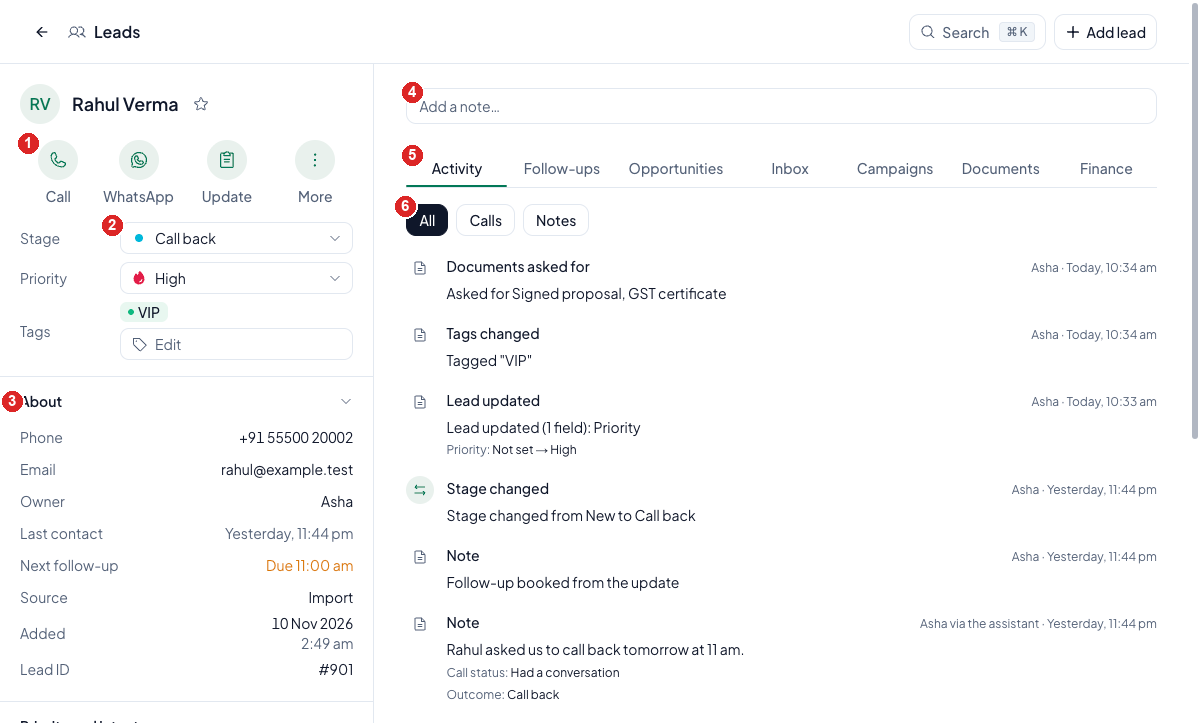 Leads
Search ⌘ K
+ Add lead
RV Rahul Verma
1
Call WhatsApp Update More
2
Stage Call back
Priority High
Tags VIP
Edit
3 About
Phone +91 55500 20002
Email rahul@example.test
Owner Asha
Last contact Yesterday, 11:44 pm
Next follow-up Due 11:00 am
Source Import
Added 10 Nov 2026
2:49 am
Lead ID #901
4 Add a note…
5
Activity Follow-ups Opportunities Inbox Campaigns Documents Finance
6
All Calls Notes
Documents asked for Asha · Today, 10:34 am
Asked for Signed proposal, GST certificate
Tags changed Asha · Today, 10:34 am
Tagged "VIP"
Lead updated Asha · Today, 10:33 am
Lead updated (1 field): Priority
Priority: Not set → High
Stage changed Asha · Yesterday, 11:44 pm
Stage changed from New to Call back
Note Asha · Yesterday, 11:44 pm
Follow-up booked from the update
Note Asha via the assistant · Yesterday, 11:44 pm
Rahul asked us to call back tomorrow at 11 am.
Call status: Had a conversation
Outcome: Call back